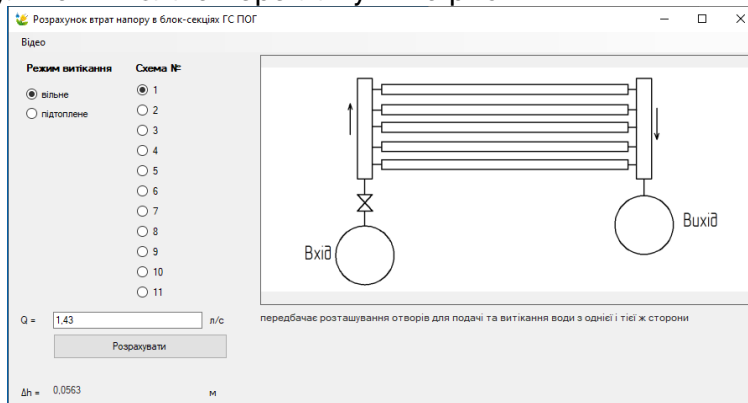 Розрахунок втрат напору в блок-секціях ГС ПОГ
Відео
Режим витікання
Схема №
вільне
підтоплене
1
2
3
4
5
6
7
8
9
10
11
Вхід
Вихід
Q = 1,43 л/с
передбачає розташування отворів для подачі та витікання води з однієї і тієї ж сторони
Розрахувати
Δh = 0,0563 м